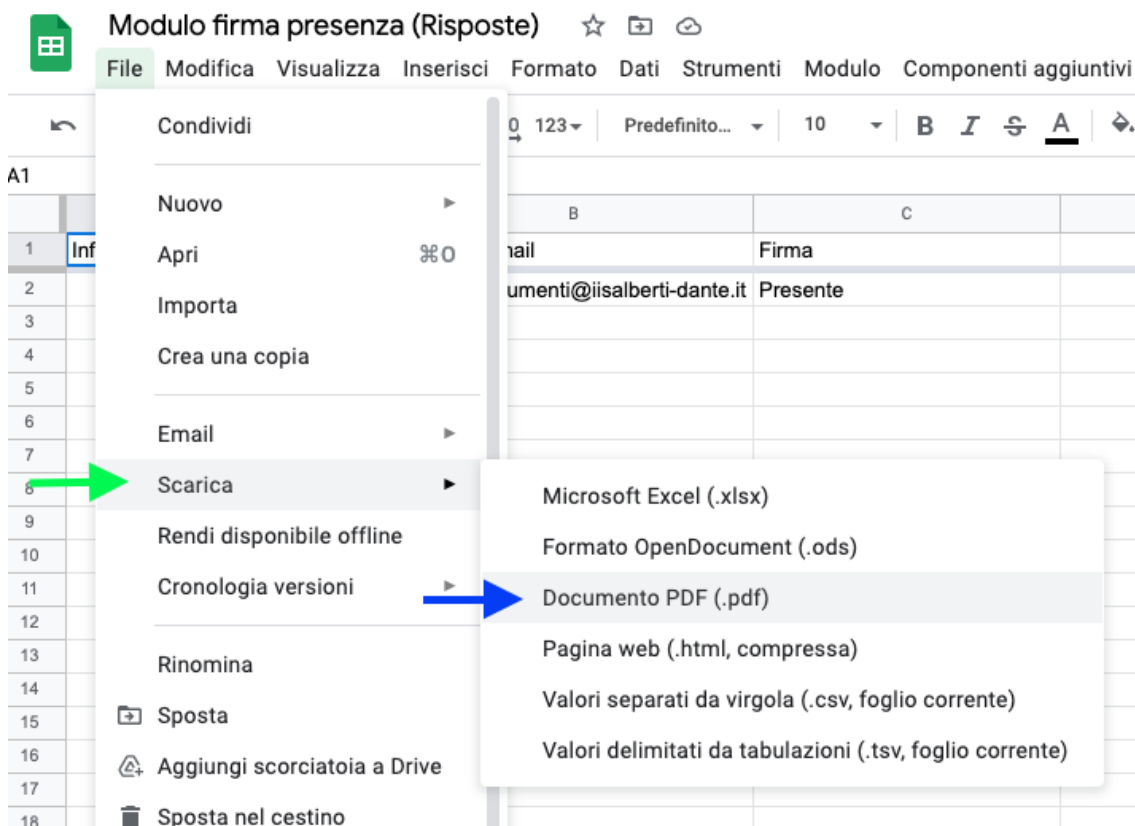 Modulo firma presenza (Risposte)
File Modifica Visualizza Inserisci Formato Dati Strumenti Modulo Componenti aggiuntivi
0 123 Predefinito... 10 B I S A
A1
B C
1 Inf nail Firma
2 umenti@iisalberti-dante.it Presente
3
4
5
6
7
8
9
10
11
12
13
14
15
16
17
18
Condividi
Nuovo
Apri ⌘O
Importa
Crea una copia
Email
Scarica
Rendi disponibile offline
Cronologia versioni
Rinomina
Sposta
Aggiungi scorciatoia a Drive
Sposta nel cestino
Microsoft Excel (.xlsx)
Formato OpenDocument (.ods)
Documento PDF (.pdf)
Pagina web (.html, compressa)
Valori separati da virgola (.csv, foglio corrente)
Valori delimitati da tabulazioni (.tsv, foglio corrente)